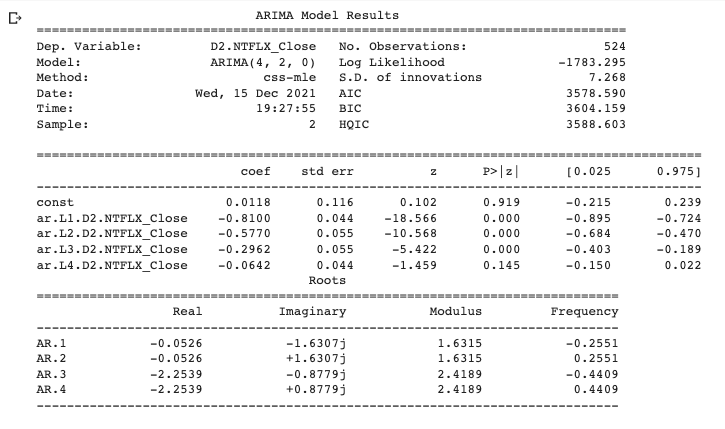 ARIMA Model Results
==============================================================================
Dep. Variable: D2.NTFLX_Close No. Observations: 524
Model: ARIMA(4, 2, 0) Log Likelihood -1783.295
Method: css-mle S.D. of innovations 7.268
Date: Wed, 15 Dec 2021 AIC 3578.590
Time: 19:27:55 BIC 3604.159
Sample: 2 HQIC 3588.603
==============================================================================
coef std err z P>|z| [0.025 0.975]
------------------------------------------------------------------------------
const 0.0118 0.116 0.102 0.919 -0.215 0.239
ar.L1.D2.NTFLX_Close -0.8100 0.044 -18.566 0.000 -0.895 -0.724
ar.L2.D2.NTFLX_Close -0.5770 0.055 -10.568 0.000 -0.684 -0.470
ar.L3.D2.NTFLX_Close -0.2962 0.055 -5.422 0.000 -0.403 -0.189
ar.L4.D2.NTFLX_Close -0.0642 0.044 -1.459 0.145 -0.150 0.022
Roots
==============================================================================
Real Imaginary Modulus Frequency
------------------------------------------------------------------------------
AR.1 -0.0526 -1.6307j 1.6315 -0.2551
AR.2 -0.0526 +1.6307j 1.6315 0.2551
AR.3 -2.2539 -0.8779j 2.4189 -0.4409
AR.4 -2.2539 +0.8779j 2.4189 0.4409
------------------------------------------------------------------------------